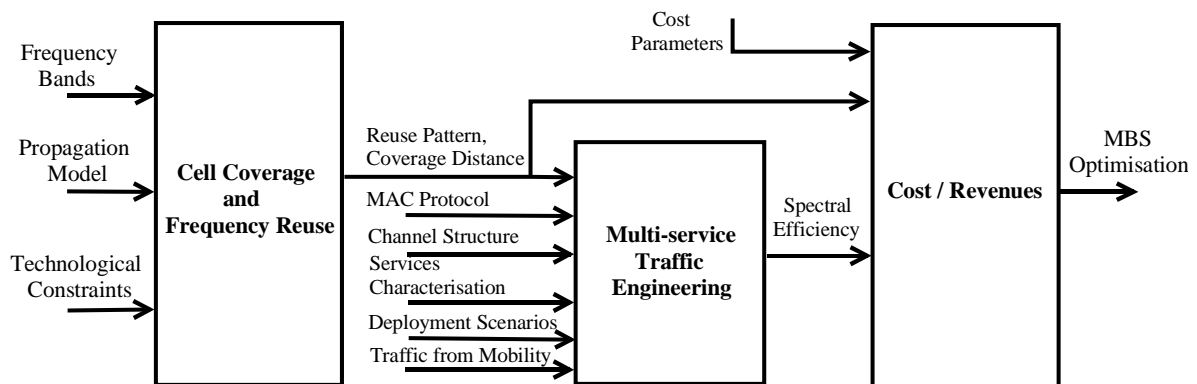 Frequency
Bands
Propagation
Model
Technological
Constraints
Cell Coverage
and
Frequency Reuse
Reuse Pattern,
Coverage Distance
MAC Protocol
Channel Structure
Services
Characterisation
Deployment Scenarios
Traffic from Mobility
Multi-service
Traffic
Engineering
Cost
Parameters
Spectral
Efficiency
Cost / Revenues
MBS
Optimisation